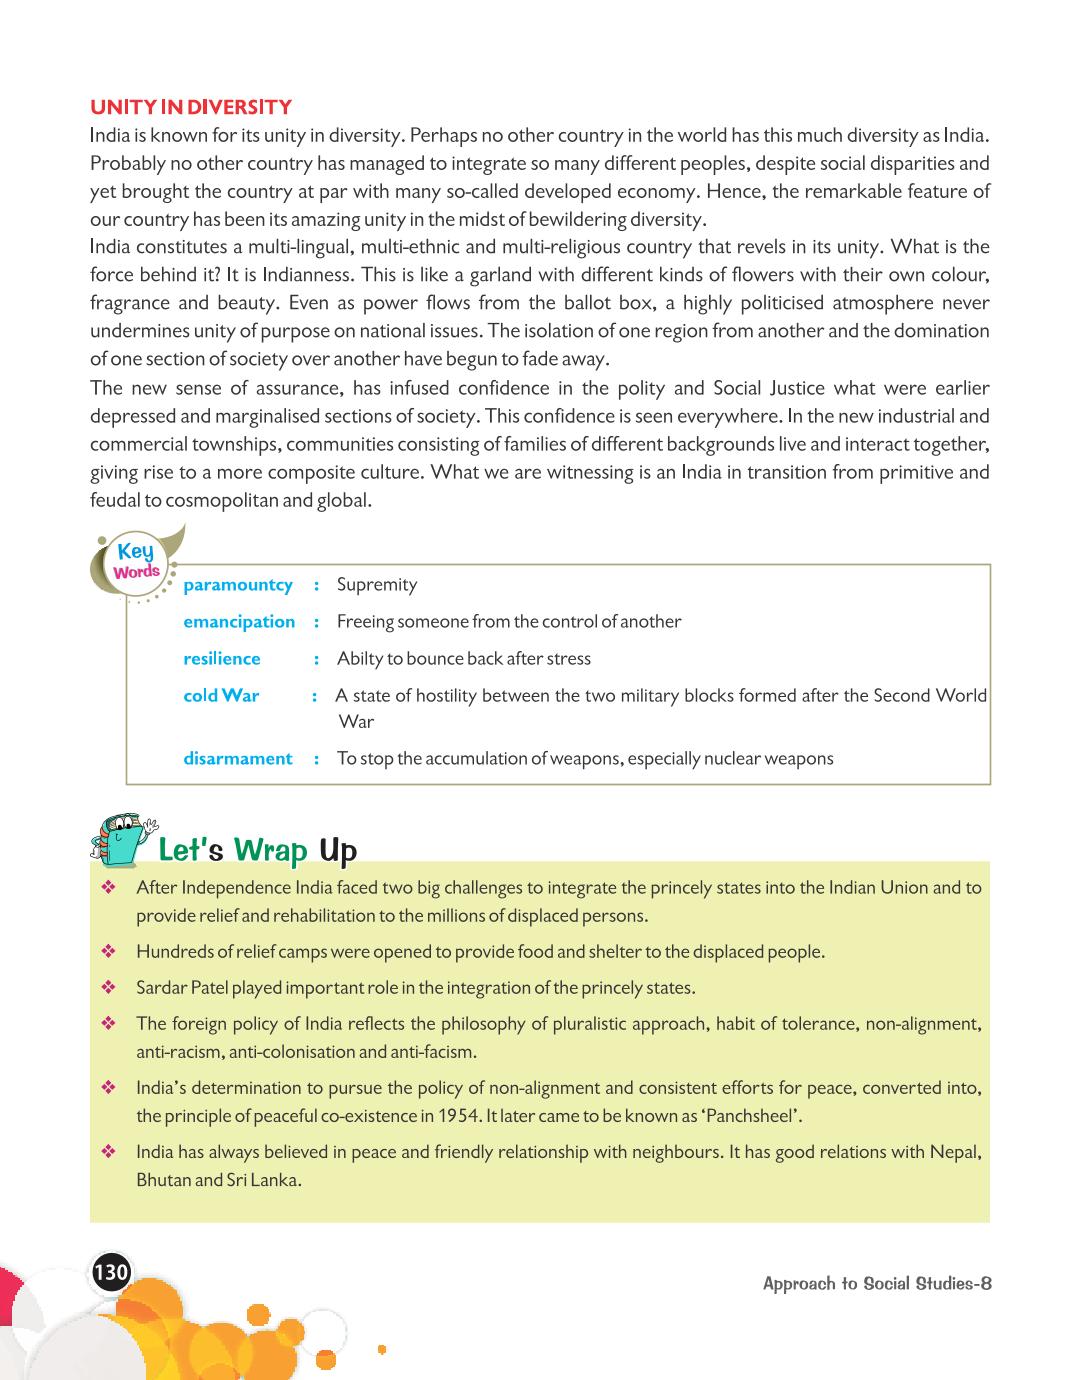 UNITY IN DIVERSITY
India is known for its unity in diversity. Perhaps no other country in the world has this much diversity as India.
Probably no other country has managed to integrate so many different peoples, despite social disparities and
yet brought the country at par with many so-called developed economy. Hence, the remarkable feature of
our country has been its amazing unity in the midst of bewildering diversity.
India constitutes a multi-lingual, multi-ethnic and multi-religious country that revels in its unity. What is the
force behind it? It is Indianness. This is like a garland with different kinds of flowers with their own colour,
fragrance and beauty. Even as power flows from the ballot box, a highly politicised atmosphere never
undermines unity of purpose on national issues. The isolation of one region from another and the domination
of one section of society over another have begun to fade away.
The new sense of assurance, has infused confidence in the polity and Social Justice what were earlier
depressed and marginalised sections of society. This confidence is seen everywhere. In the new industrial and
commercial townships, communities consisting of families of different backgrounds live and interact together,
giving rise to a more composite culture. What we are witnessing is an India in transition from primitive and
feudal to cosmopolitan and global.
Key
Words
paramountcy : Supremity
emancipation : Freeing someone from the control of another
resilience : Abilty to bounce back after stress
cold War : A state of hostility between the two military blocks formed after the Second World
War
disarmament : To stop the accumulation of weapons, especially nuclear weapons
Let's Wrap Up
❖ After Independence India faced two big challenges to integrate the princely states into the Indian Union and to
provide relief and rehabilitation to the millions of displaced persons.
❖ Hundreds of relief camps were opened to provide food and shelter to the displaced people.
❖ Sardar Patel played important role in the integration of the princely states.
❖ The foreign policy of India reflects the philosophy of pluralistic approach, habit of tolerance, non-alignment,
anti-racism, anti-colonisation and anti-facism.
❖ India's determination to pursue the policy of non-alignment and consistent efforts for peace, converted into,
the principle of peaceful co-existence in 1954. It later came to be known as ‘Panchsheel’.
❖ India has always believed in peace and friendly relationship with neighbours. It has good relations with Nepal,
Bhutan and Sri Lanka.
130
Approach to Social Studies-8